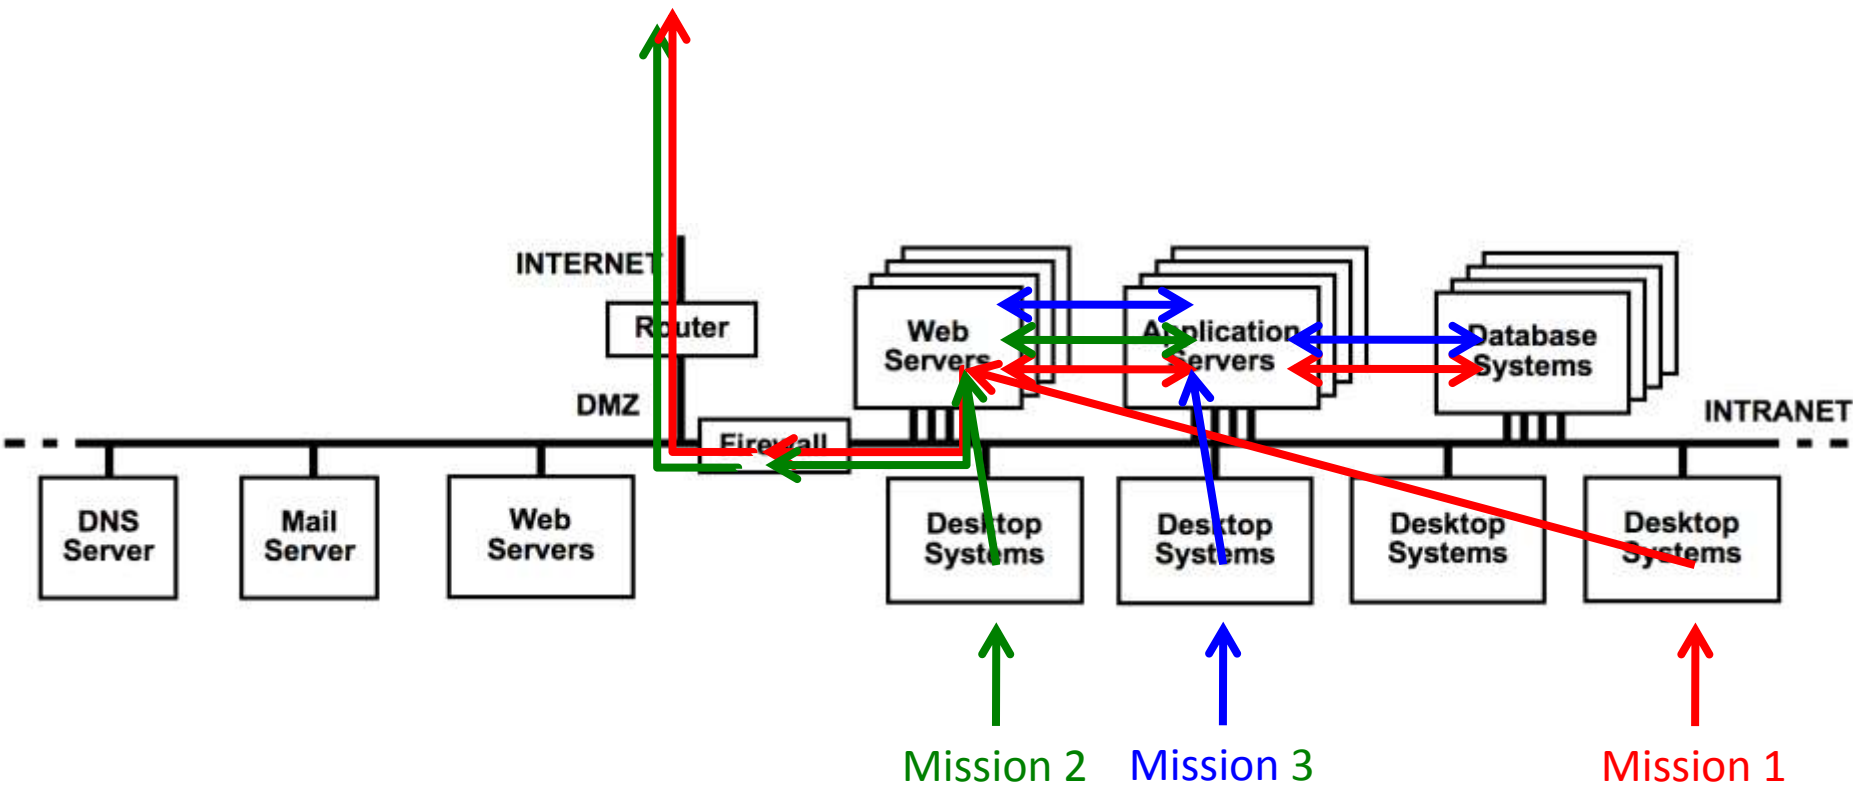 INTERNET
Router
DMZ
Firewall
Web
Servers
Application
Servers
Database
Systems
INTRANET
DNS
Server
Mail
Server
Web
Servers
Desktop
Systems
Desktop
Systems
Desktop
Systems
Desktop
Systems
Mission 2
Mission 3
Mission 1